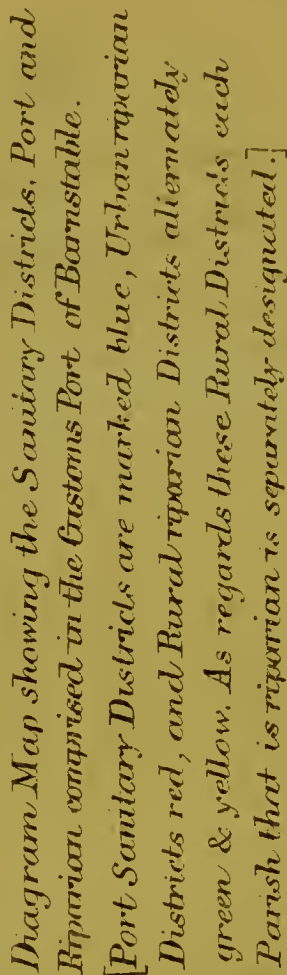 Diagram Map showing the Sanitary Districts, Port and
Riparian comprised in the Customs Port of Barnstable.
[Port Sanitary Districts are marked blue, Urban riparian
Districts red, and Rural riparian Districts alternately
green & yellow. As regards these Rural Districts each
Parish that is riparian is separately designated.]